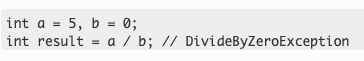 int a = 5, b = 0;
int result = a / b; // DivideByZeroException